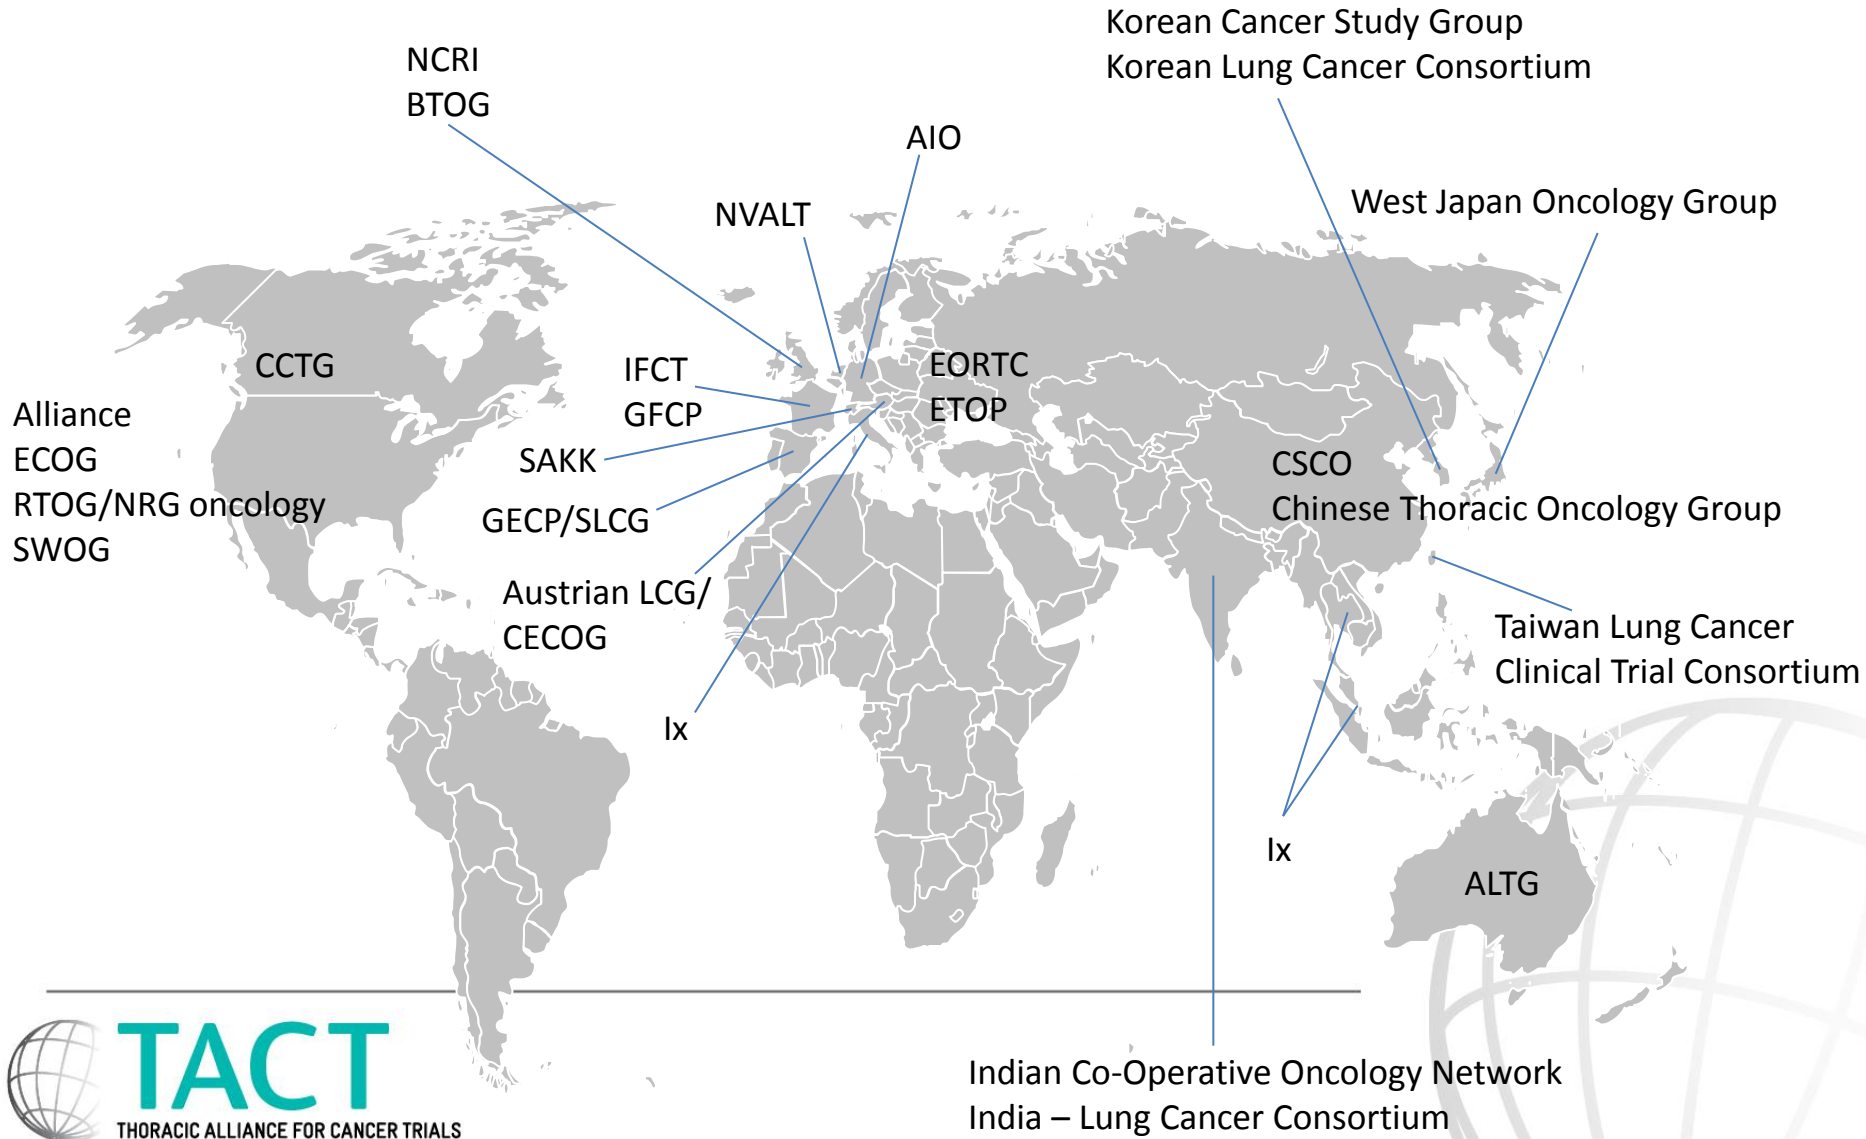 Korean Cancer Study Group
Korean Lung Cancer Consortium
NCRI
BTOG
AIO
West Japan Oncology Group
NVALT
CCTG
IFCT
GFCP
EORTC
ETOP
Alliance
ECOG
RTOG/NRG oncology
SWOG
SAKK
CSCO
Chinese Thoracic Oncology Group
GECP/SLCG
Austrian LCG/
CECOG
Taiwan Lung Cancer
Clinical Trial Consortium
Ix
Ix
ALTG
TACT
THORACIC ALLIANCE FOR CANCER TRIALS
Indian Co-Operative Oncology Network
India – Lung Cancer Consortium